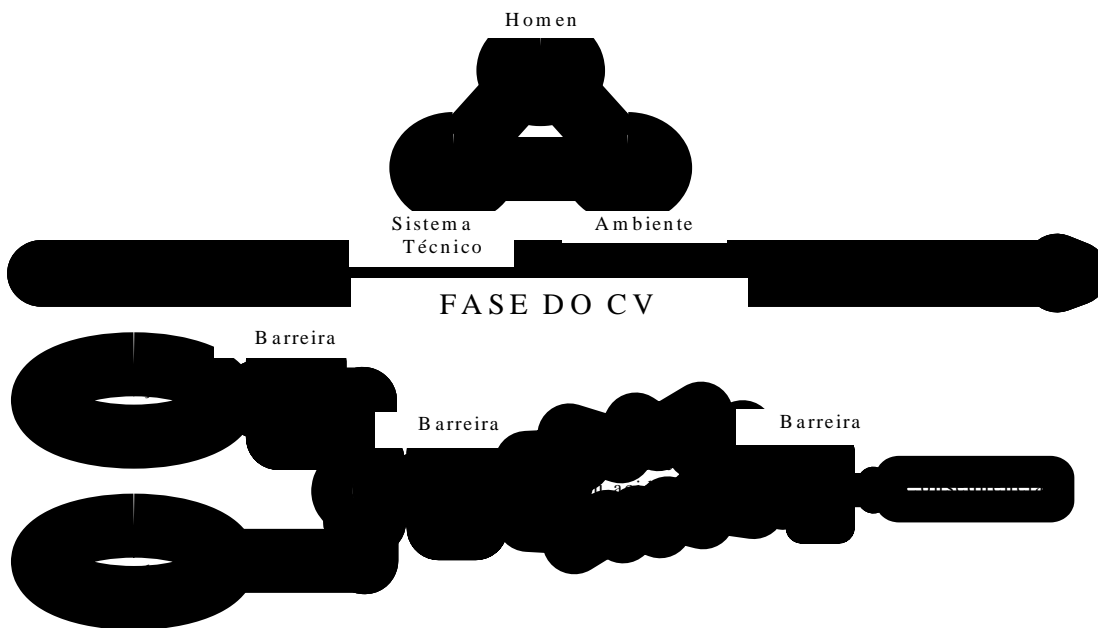 Homen
Sistema
Técnico
Ambiente
FASE DO CV
Barreira
Barreira
Barreira